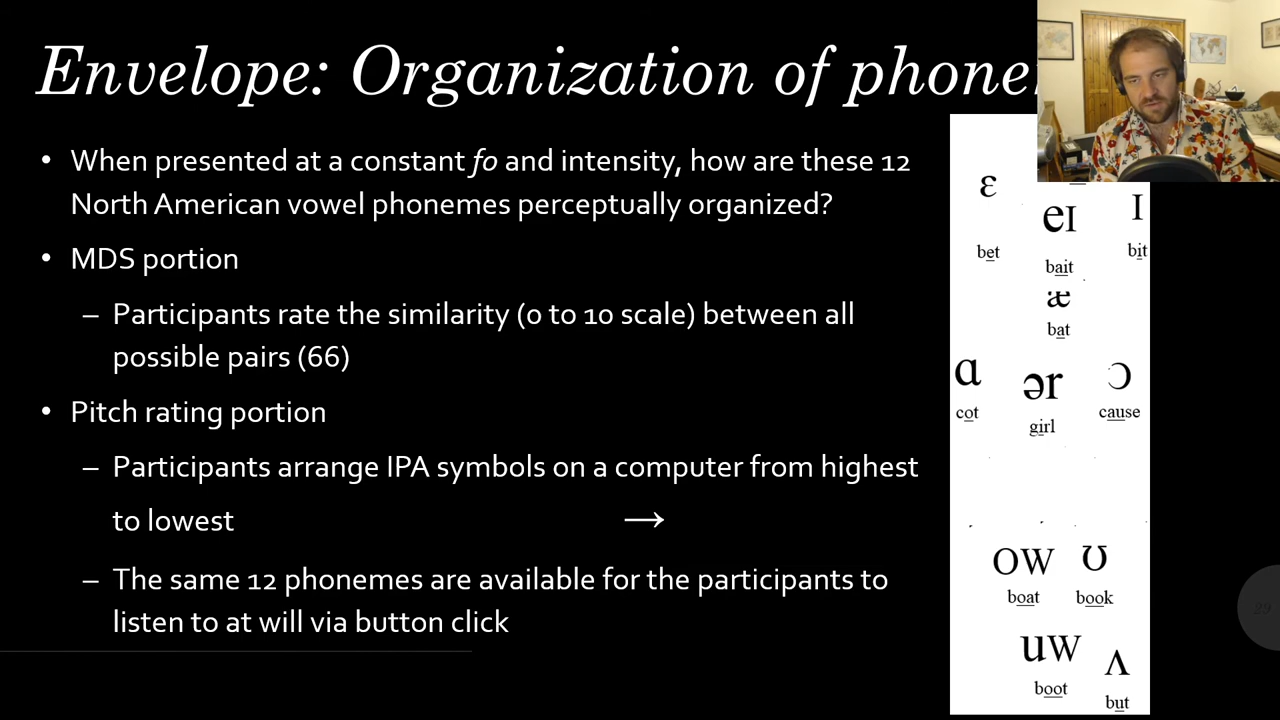 Envelope: Organization of
• When presented at a constant fo and intensity, how are these 12
North American vowel phonemes perceptually organized?
• MDS portion
– Participants rate the similarity (0 to 10 scale) between all
possible pairs (66)
• Pitch rating portion
– Participants arrange IPA symbols on a computer from highest
to lowest →
– The same 12 phonemes are available for the participants to
listen to at will via button click
ɛ
bet
eɪ
bait
ɪ
bit
æ
bat
ɑ
cot
ər
girl
ɔ
cause
ow
boat
ʊ
book
uw
boot
ʌ
but
29